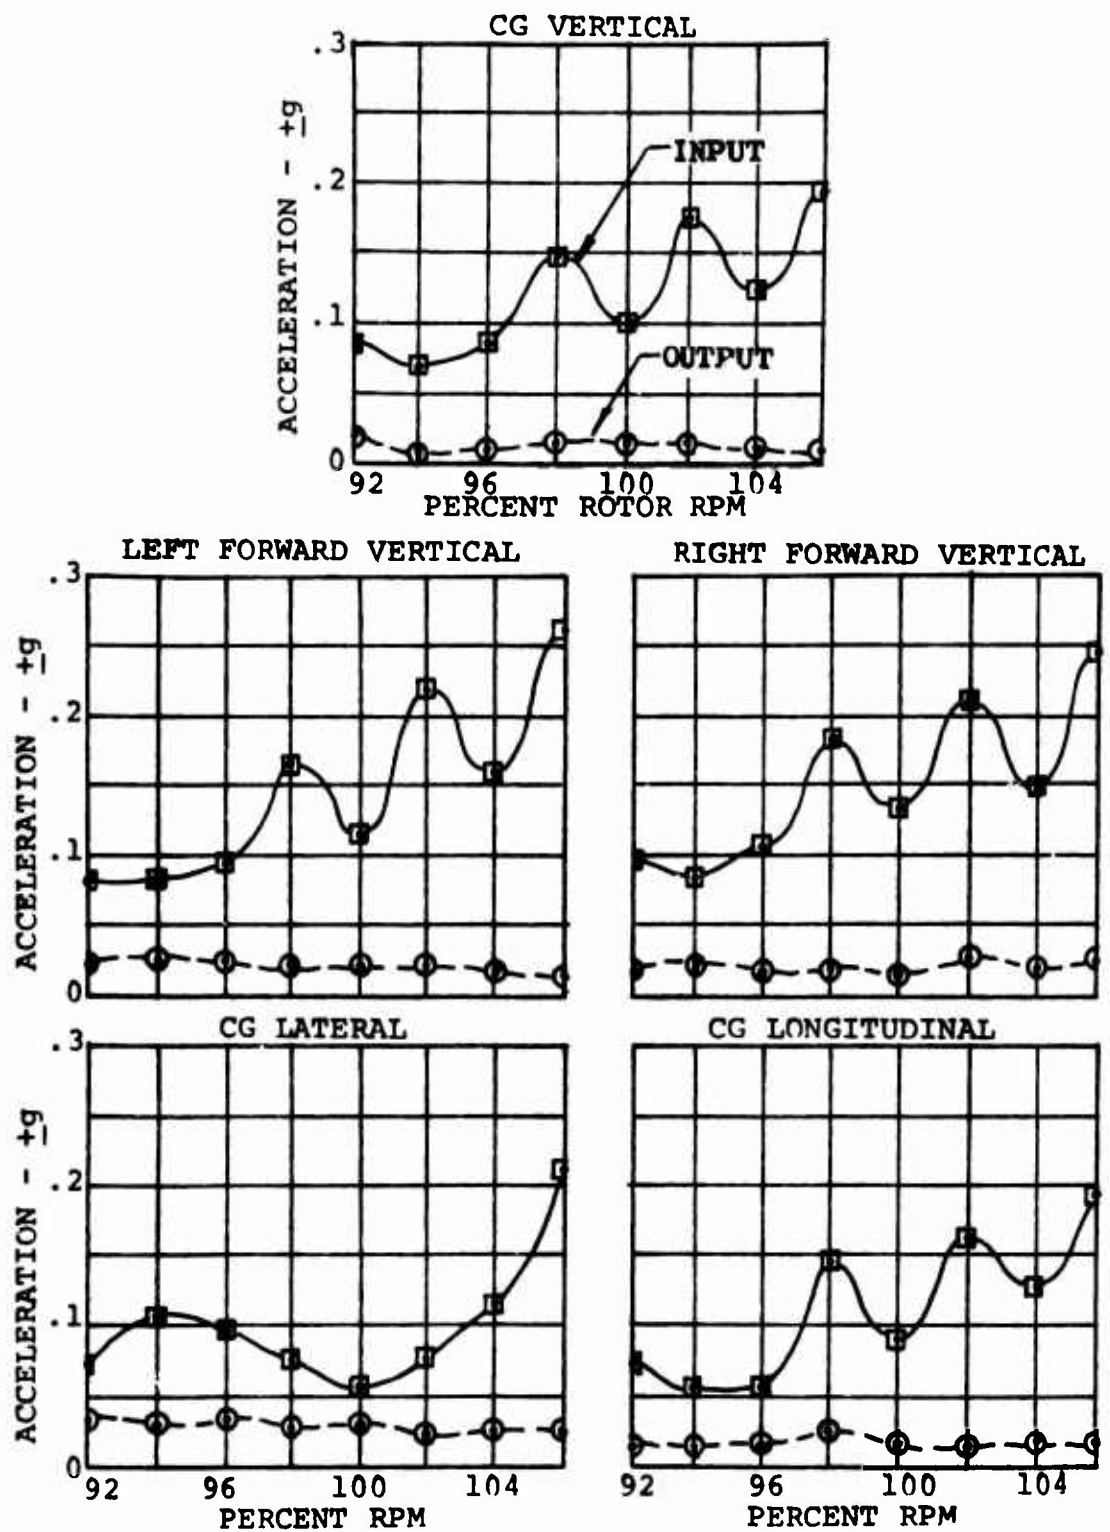 CG VERTICAL
.3
.2
.1
0
ACCELERATION - ±g
INPUT
OUTPUT
92 96 100 104
PERCENT ROTOR RPM
LEFT FORWARD VERTICAL
.3
.2
.1
0
ACCELERATION - ±g
RIGHT FORWARD VERTICAL
CG LATERAL
.3
.2
.1
0
ACCELERATION - ±g
92 96 100 104
PERCENT RPM
CG LONGITUDINAL
92 96 100 104
PERCENT RPM